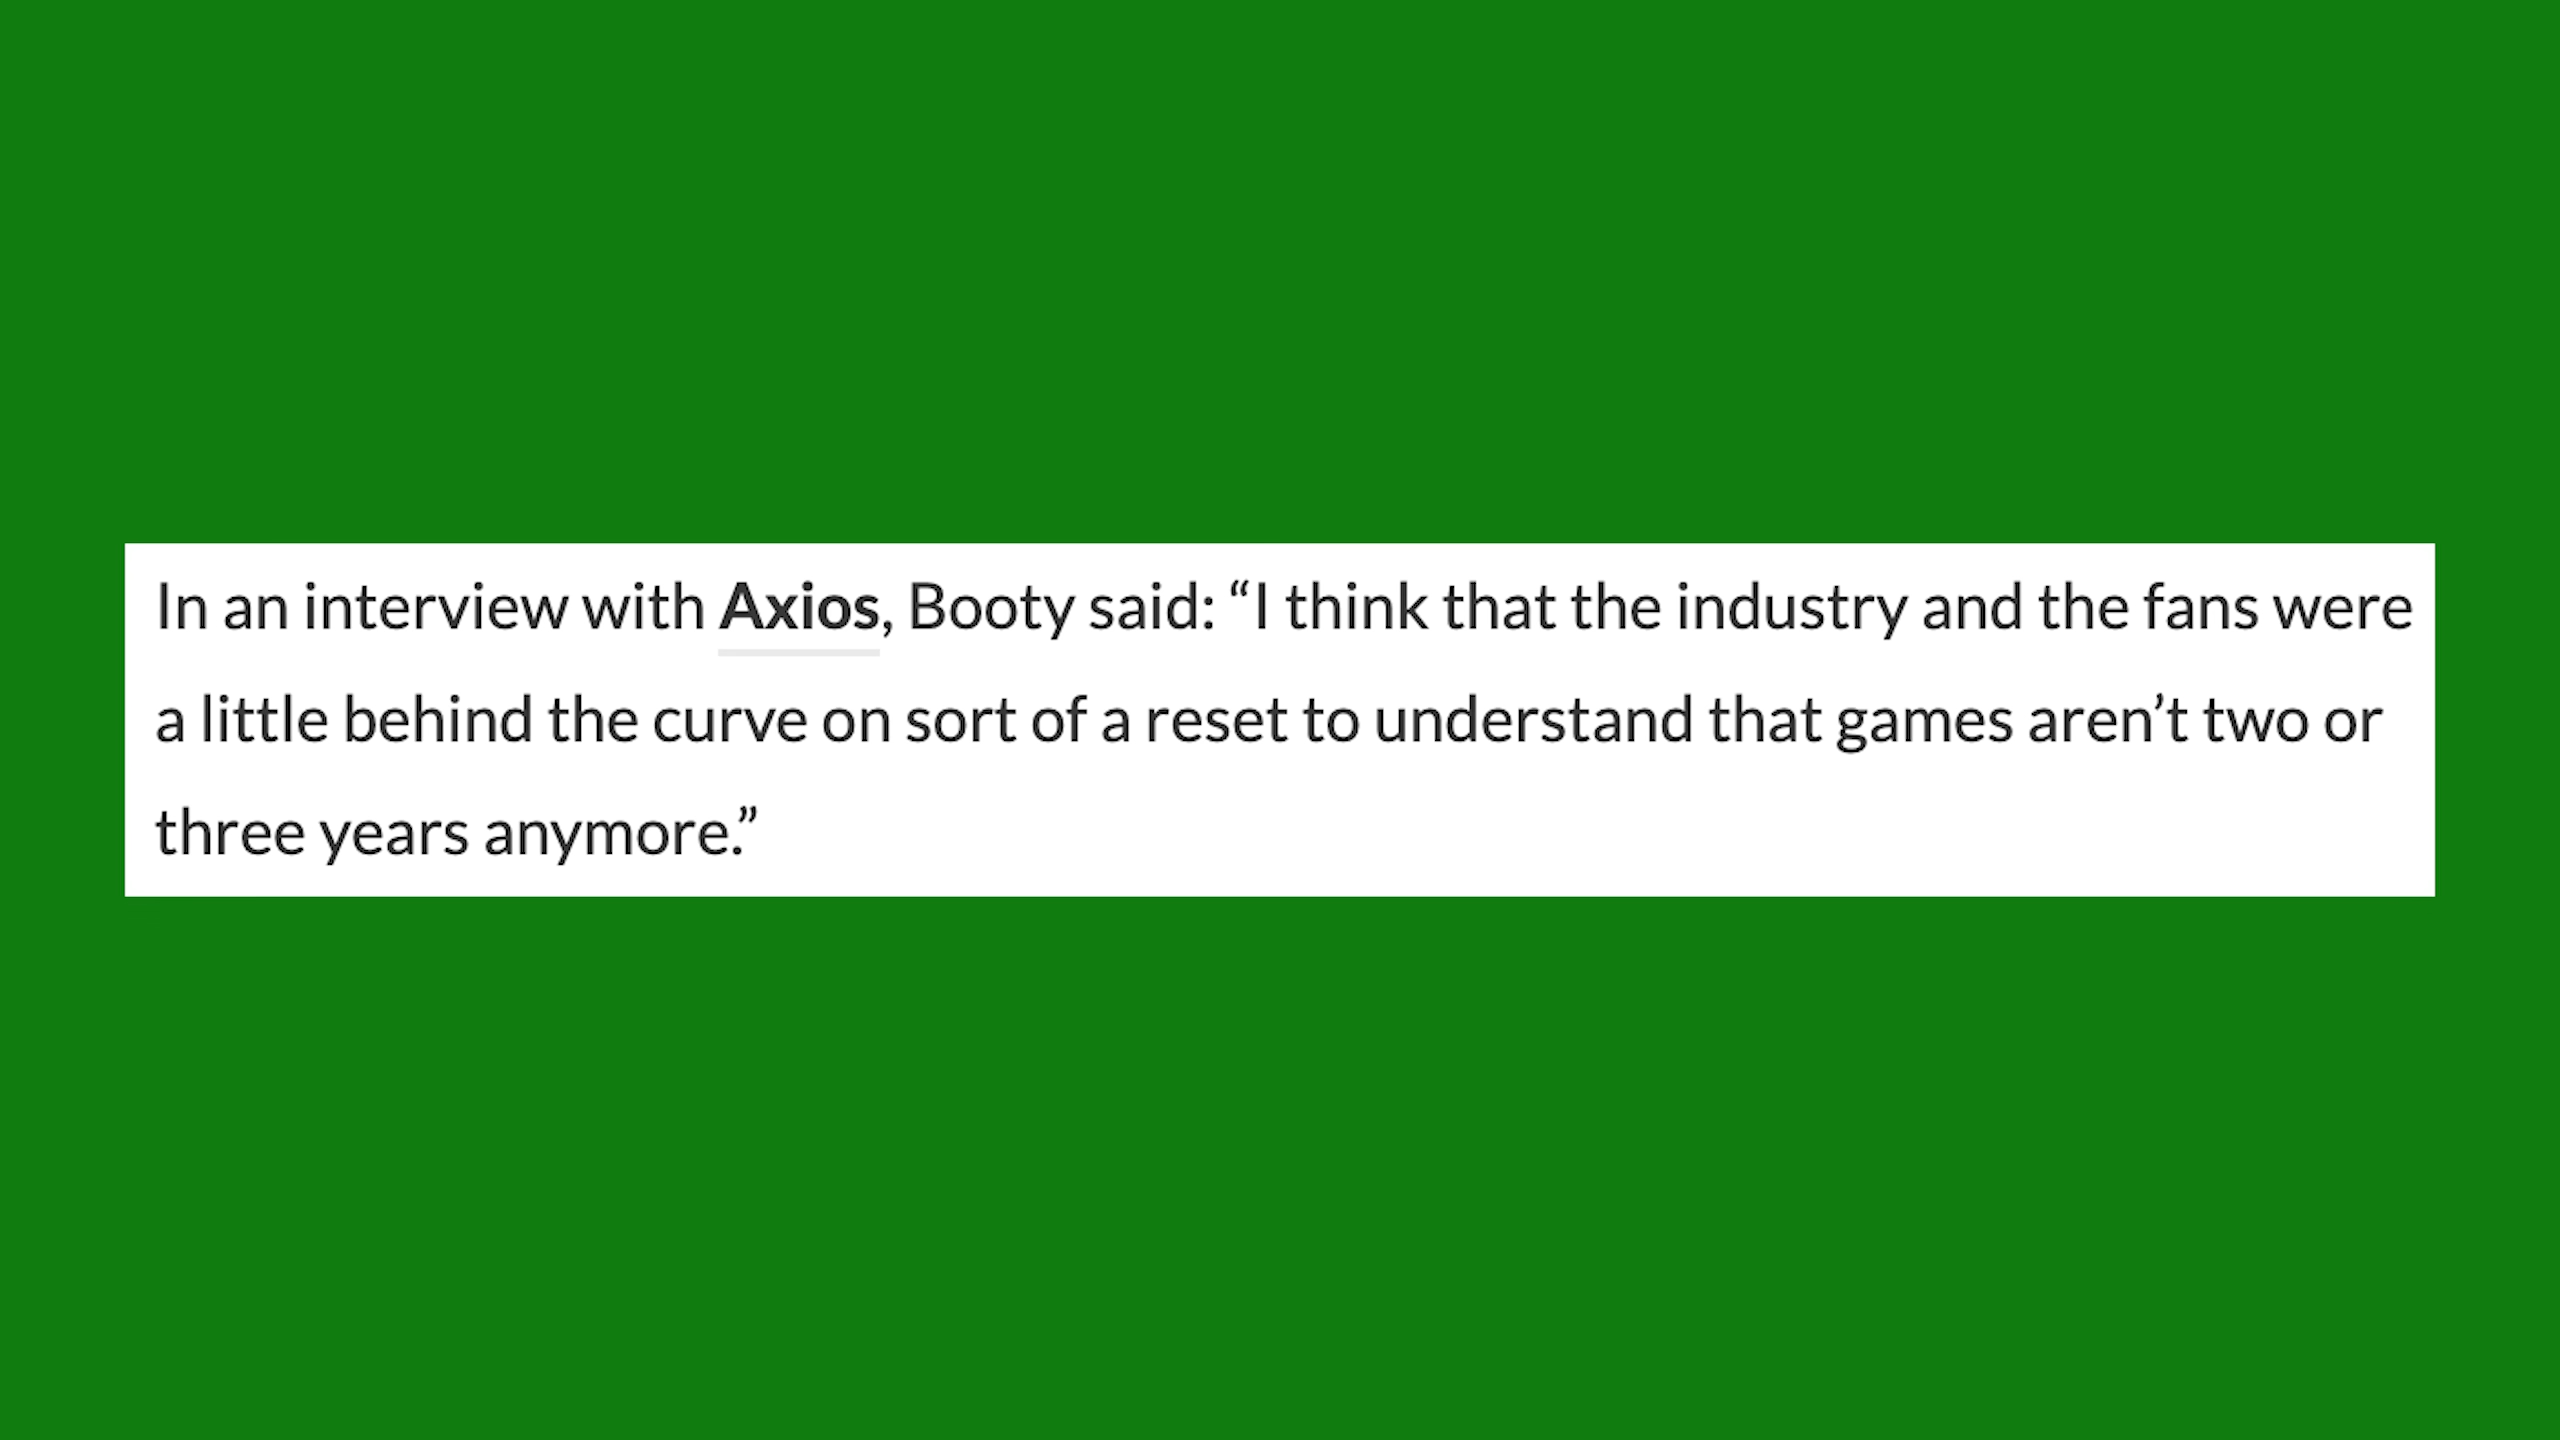 In an interview with Axios, Booty said: “I think that the industry and the fans were
a little behind the curve on sort of a reset to understand that games aren’t two or
three years anymore.”